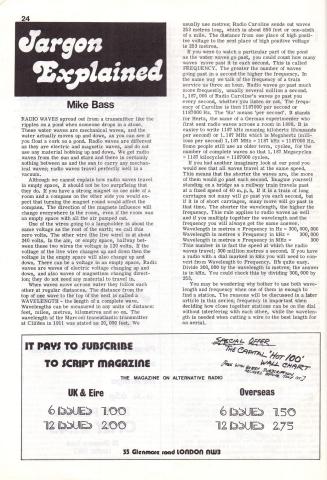 24
Jargon
Explained
Mike Bass
RADIO WAVES spread out from a transmitter like the
ripples on a pond when someone drops in a stone.
These water waves are mechanical waves, and the
water actually moves up and down, as you can see if
you float a cork on a pond. Radio waves are different
as they are electric and magnetic waves, and do not
use any material backing up and down. We get radio
waves from the sun and stars and there is certainly
nothing between us and the sun to carry any mechan-
ical waves; radio waves travel perfectly well in a
vacuum.
Although we cannot explain how radio waves travel
in empty space, it should not be too surprising that
they do. If you have a strong magnet on one side of a
room and a compass on the other side, you would ex-
pect that turning the magnet round would affect the
compass. The direction of the magnetic influence will
change everywhere in the room, even if the room was
an empty space with all the air pumped out.
One of the wires going to a lampholder is about the
same voltage as the rest of the earth; we call this
zero volts. The other wire (the live wire) is at about
240 volts. In the air, or empty space, halfway bet-
ween these two wires the voltage is 120 volts. If the
voltage at the live wire changes up and down then the
voltage in the empty space will also change up and
down. There can be a voltage in an empty space. Radio
waves are waves of electric voltage changing up and
down, and also waves of magnetism changing direct-
ion; they do not need any material to travel in.
When waves move across water they follow each
other at regular distances. The distance from the
top of one wave to the top of the next is called a
WAVELENGTH - the length of a complete wave.
Wavelengths can be measured in any units of distance:
feet, miles, metres, kilometres and so on. The
wavelength of the Marconi transatlantic transmitter
at Clifden in 1911 was stated as 20,000 feet. We
usually use metres; Radio Caroline sends out waves
253 metres long, which is about 850 feet or one-sixth
of a mile. The distance from one place of high posit-
ive voltage to the next place of high positive voltage
is 253 metres.
If you were to watch a particular part of the pond
as the water waves go past, you could count how many
waves move past it in each second. This is called
FREQUENCY. The greater the number of waves
going past in a second the higher the frequency. In
the same way we talk of the frequency of a train
service to three an hour. Radio waves go past much
more frequently, usually several million a second.
1,187,000 of Radio Caroline's waves go past you
every second, whether you listen or not. The frequ-
ency of Caroline is then 1187000 per second or
1187000 Hz. The 'Hz' means 'per second'. It stands
for Hertz, the name of a German experimenter who
first sent radio waves across a room in 1888. It is
easier to write 1187 kHz meaning kilohertz (thousands
per second) or 1.187 MHz which is Megahertz (milli-
ons per second). 1.187 MHz = 1187 kHz = 1187000 Hz.
Some people still use an older term, cycles, for the
number of complete waves so that 1.187 Megacycles
= 1187 kilocycles = 1187000 cycles.
If you had another imaginary look at our pond you
would see that all waves travel at the same speed.
This means that the shorter the waves are, the more
of them would go past each second. Imagine yourself
standing on a bridge as a railway train travels past
at a fixed speed of 40 m.p.h. If it is a train of long
carriages not many will go past in each second, but
if it is of short carriages, many more will go past in
that time. The shorter the wavelength, the higher the
frequency. This rule applies to radio waves as well
and if you multiply together the wavelength and the
frequency you will always get the same answer.
Wavelength in metres x Frequency in Hz = 300,000,000
Wavelength in metres x Frequency in kHz = 300,000
Wavelength in metres x Frequency in MHz = 300
This number is in fact the speed at which the radio
waves travel, 300 million metres per second. If you have
a radio with a dial marked in kHz you will need to con-
vert from Wavelength to Frequency. It's quite easy.
Divide 300,000 by the wavelength in metres; the answer
is in kHz. You could check this by dividing 300,000 by
253.
You may be wondering why bother to use both wave-
length and frequency when one of them is enough to
find a station. The reasons will be discussed in a later
article in this series; frequency is important when
deciding how close together stations can be on the dial
without interfering with each other, while the wavelen-
gth is needed when cutting a wire to the best length for
an aerial.
IT PAYS TO SUBSCRIBE
TO SCRIPT MAGAZINE
SPECIAL OFFER
THE CAPITAL 'HOT 100'
WALL CHART
THE MAGAZINE ON ALTERNATIVE RADIO
UK & Eire
6 ISSUES 1.00
12 ISSUES 2.00
Overseas
6 ISSUES 1.50
12 ISSUES 2.75
35 Glenmore road LONDON NW3